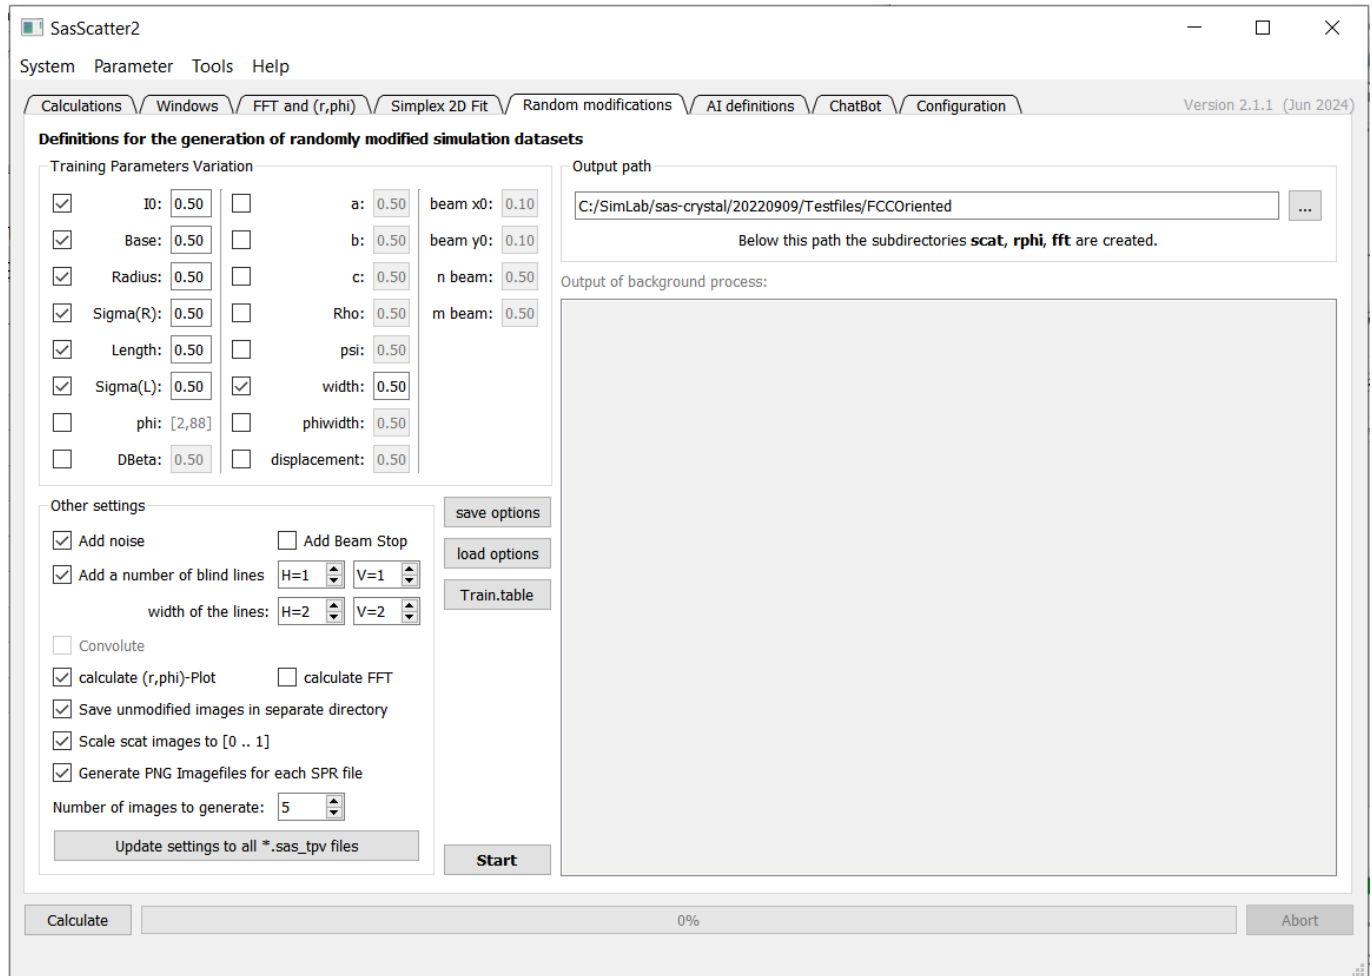 SasScatter2
System Parameter Tools Help
Calculations Windows FFT and (r,phi) Simplex 2D Fit Random modifications AI definitions ChatBot Configuration Version 2.1.1 (Jun 2024)
Definitions for the generation of randomly modified simulation datasets
Training Parameters Variation
I0: 0.50 a: 0.50 beam x0: 0.10
Base: 0.50 b: 0.50 beam y0: 0.10
Radius: 0.50 c: 0.50 n beam: 0.50
Sigma(R): 0.50 Rho: 0.50 m beam: 0.50
Length: 0.50 psi: 0.50
Sigma(L): 0.50 width: 0.50
phi: [2,88] phiwidth: 0.50
DBeta: 0.50 displacement: 0.50
Output path
C:/SimLab/sas-crystal/20220909/Testfiles/FCCOriented ...
Below this path the subdirectories scat, rphi, fft are created.
Output of background process:
Other settings
Add noise Add Beam Stop
Add a number of blind lines H=1 V=1
width of the lines: H=2 V=2
Convolute
calculate (r,phi)-Plot calculate FFT
Save unmodified images in separate directory
Scale scat images to [0 .. 1]
Generate PNG Imagefiles for each SPR file
Number of images to generate: 5
Update settings to all *.sas_tpv files
save options
load options
Train.table
Start
Calculate 0% Abort